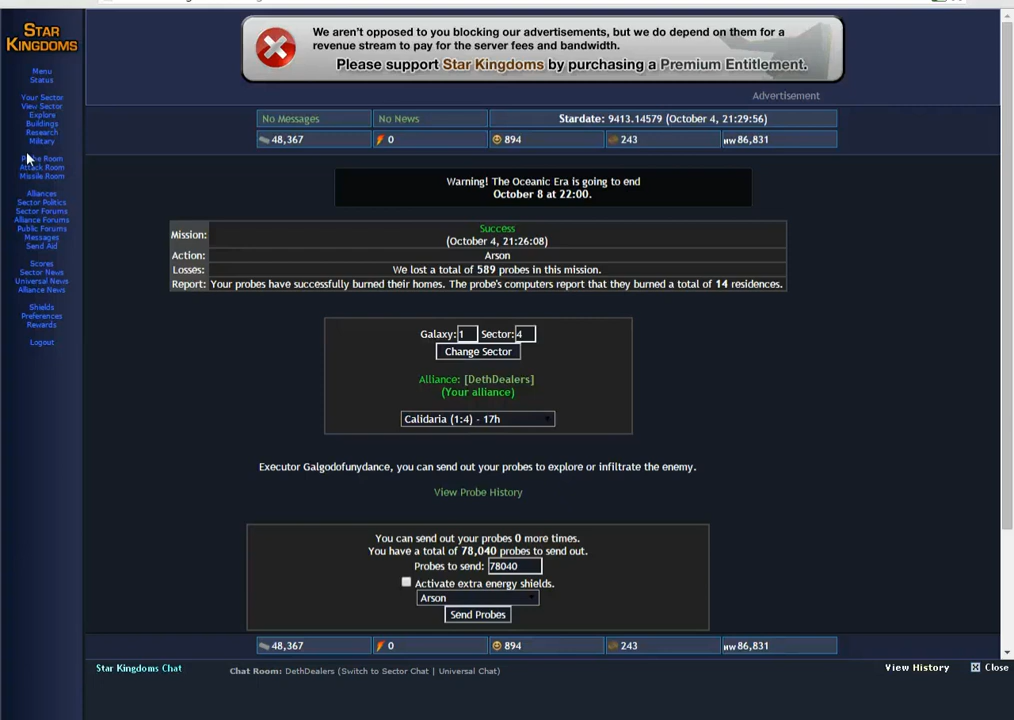 STAR
KINGDOMS
Menu
Status
Your Sector
View Sector
Explore
Buildings
Research
Military
Room
Attack Room
Missile Room
Alliances
Sector Politics
Sector Forums
Alliance Forums
Public Forums
Messages
Send Aid
Scores
Sector News
Universal News
Alliance News
Shields
Preferences
Rewards
Logout
We aren't opposed to you blocking our advertisements, but we do depend on them for a
revenue stream to pay for the server fees and bandwidth.
Please support Star Kingdoms by purchasing a Premium Entitlement.
Advertisement
No Messages No News Stardate: 9413.14579 (October 4, 21:29:56)
48,367 0 894 243 NW 86,831
Warning! The Oceanic Era is going to end
October 8 at 22:00.
Mission: Success
(October 4, 21:26:08)
Action: Arson
Losses: We lost a total of 589 probes in this mission.
Report: Your probes have successfully burned their homes. The probe's computers report that they burned a total of 14 residences.
Galaxy: 1 Sector: 4
Change Sector
Alliance: [DethDealers]
(Your alliance)
Calidaria (1:4) - 17h
Executor Galgodofunydance, you can send out your probes to explore or infiltrate the enemy.
View Probe History
You can send out your probes 0 more times.
You have a total of 78,040 probes to send out.
Probes to send: 78040
Activate extra energy shields.
Arson
Send Probes
48,367 0 894 243 NW 86,831
Star Kingdoms Chat Chat Room: DethDealers (Switch to Sector Chat | Universal Chat) View History Close